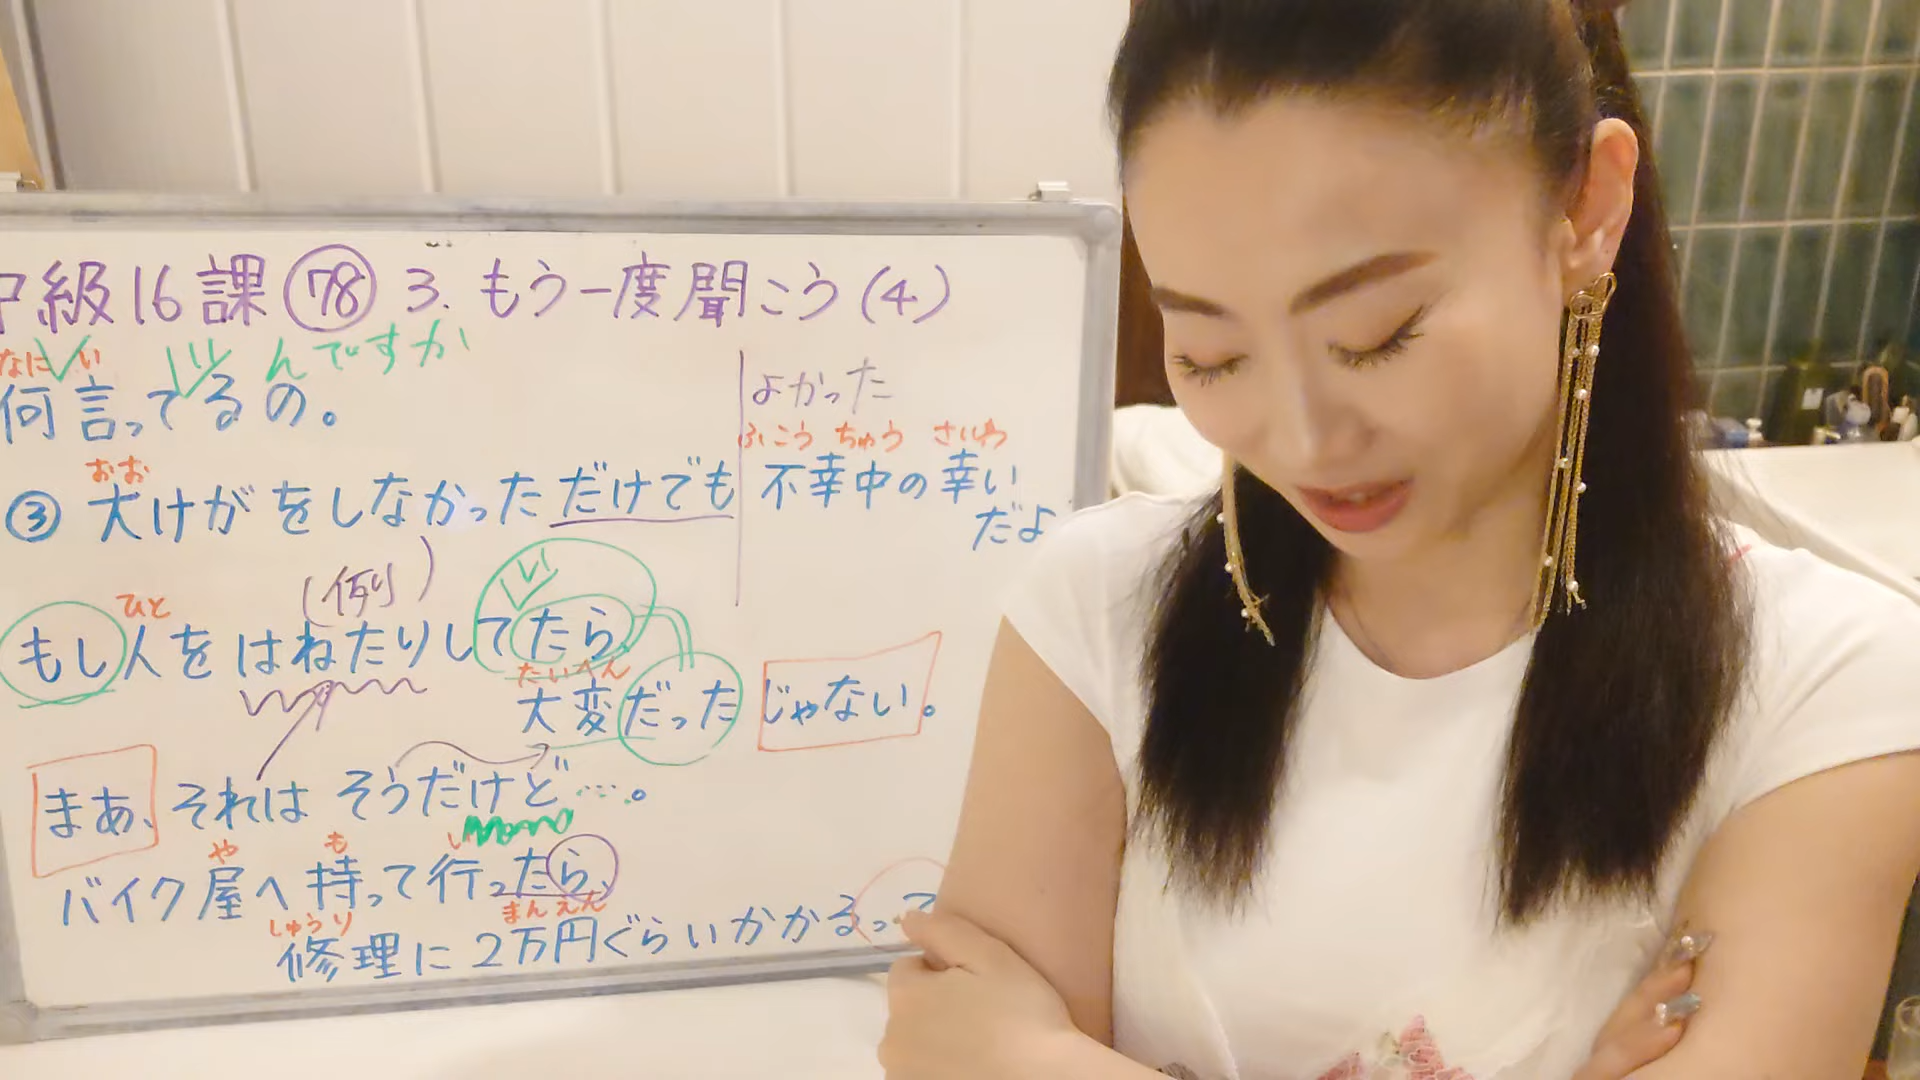 中級16課 78 3. もう一度聞こう(4)
んですか
なに い
何言ってるの。
よかった
ふこうちゅう さいわ
不幸中の幸い
だよ
おお
③ 大けがをしなかっただけでも
(例)
ひと
い
もし人をはねたりしてたら、
たいへん
大変だったじゃない。
まあ、それはそうだけど…。
や も い
バイク屋へ持って行ったら、
しゅうり まんえん
修理に2万円ぐらいかかるって